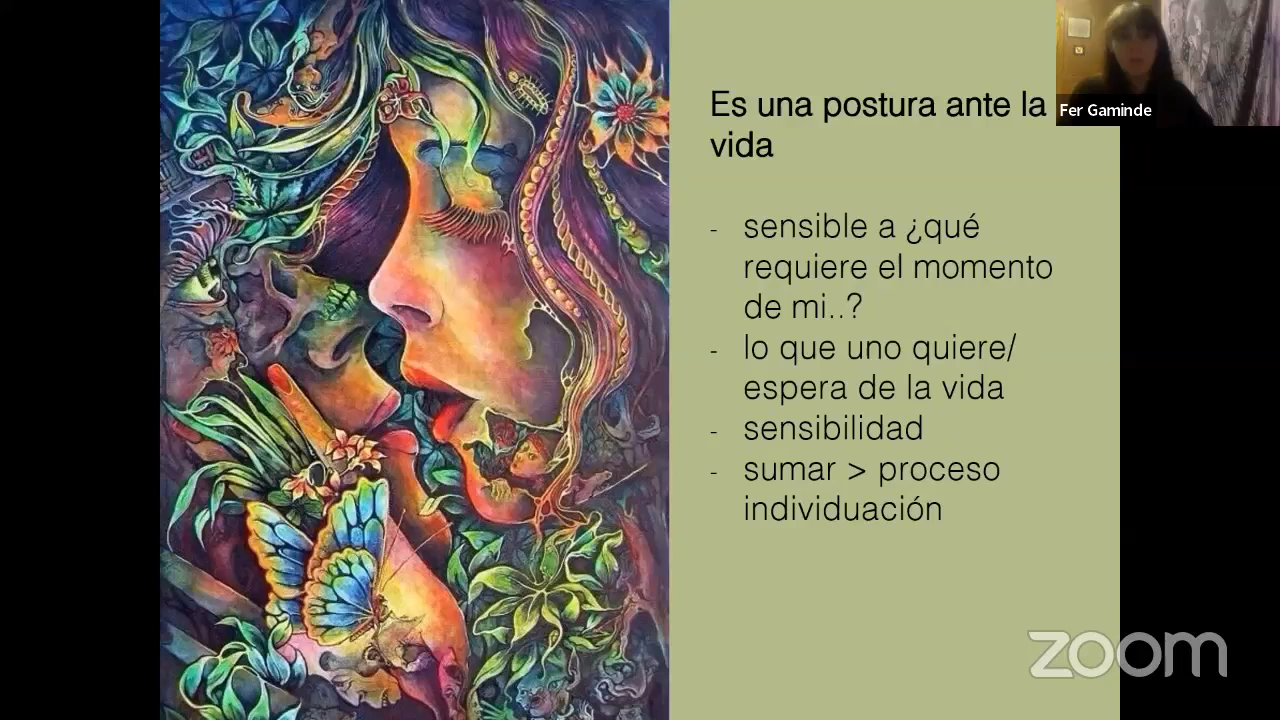 Es una postura ante la
vida
- sensible a ¿qué
requiere el momento
de mi..?
- lo que uno quiere/
espera de la vida
- sensibilidad
- sumar > proceso
individuación
Fer Gaminde
zoom